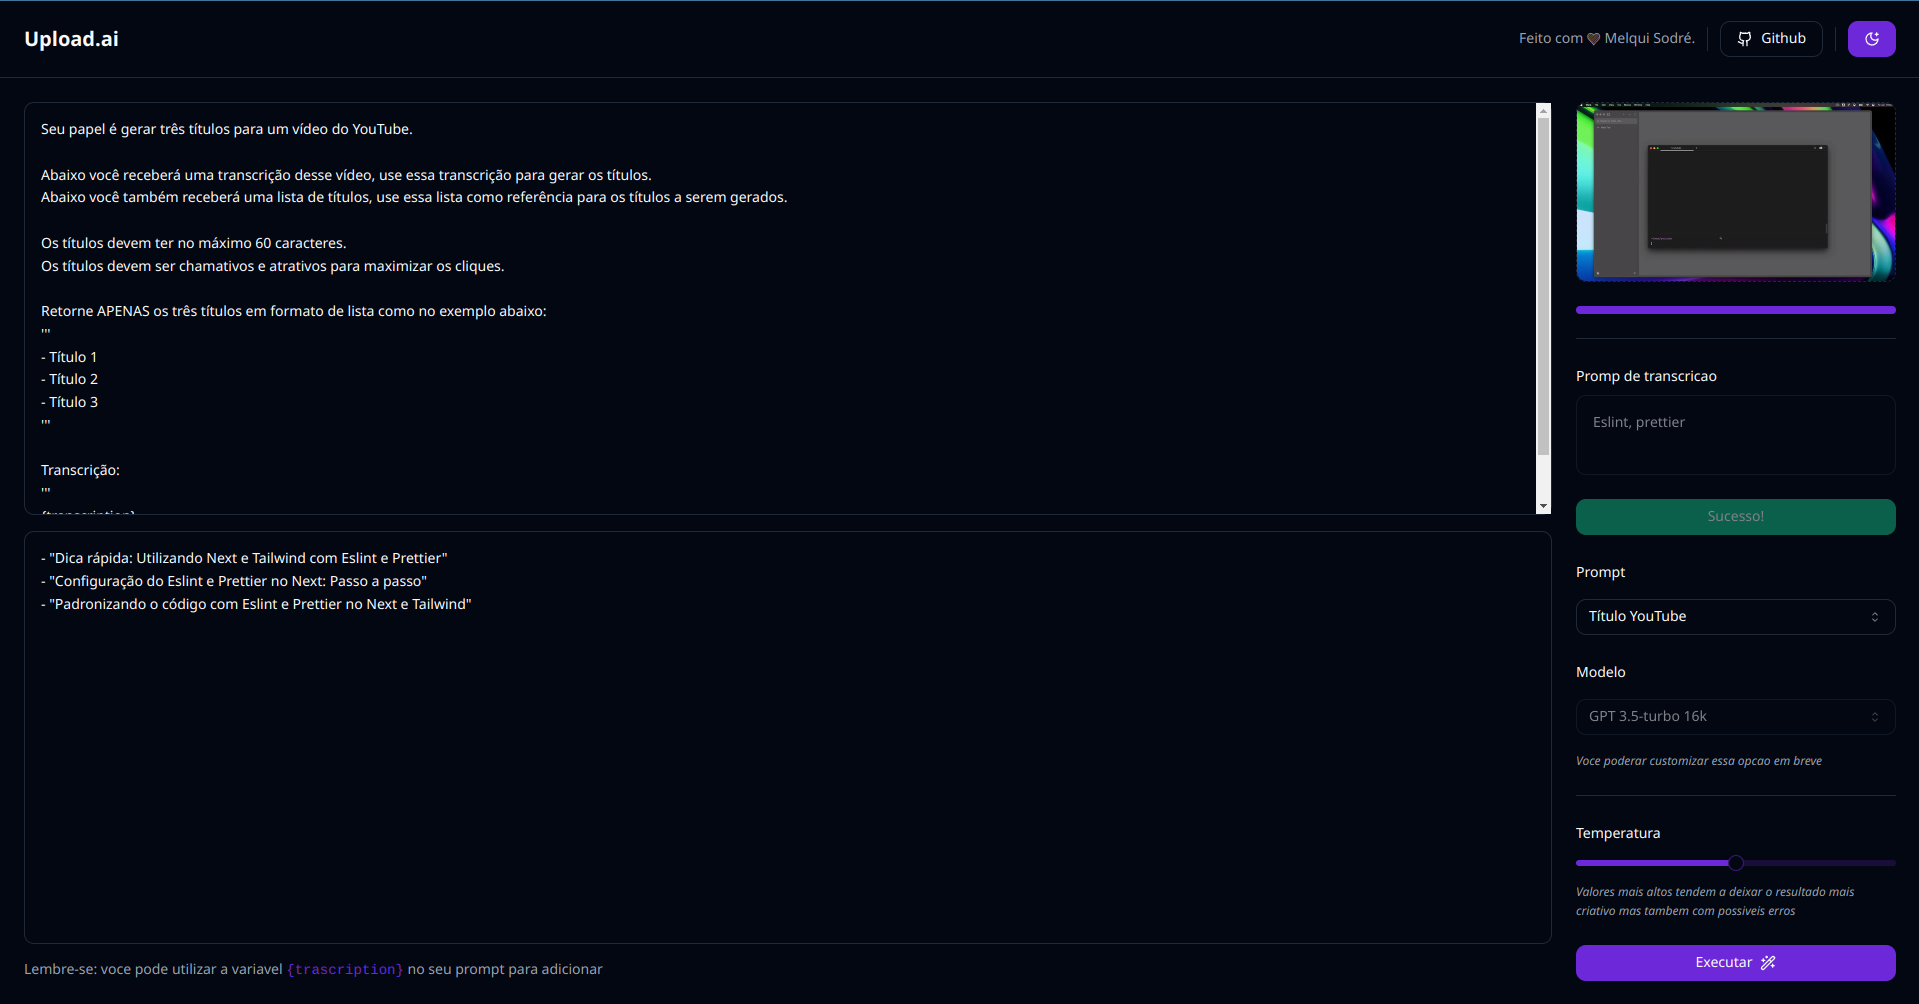 Upload.ai
Feito com 🤎 Melqui Sodré.
Github
Seu papel é gerar três títulos para um vídeo do YouTube.
Abaixo você receberá uma transcrição desse vídeo, use essa transcrição para gerar os títulos.
Abaixo você também receberá uma lista de títulos, use essa lista como referência para os títulos a serem gerados.
Os títulos devem ter no máximo 60 caracteres.
Os títulos devem ser chamativos e atrativos para maximizar os cliques.
Retorne APENAS os três títulos em formato de lista como no exemplo abaixo:
'''
- Título 1
- Título 2
- Título 3
'''
Transcrição:
'''
{transcription}
- "Dica rápida: Utilizando Next e Tailwind com Eslint e Prettier"
- "Configuração do Eslint e Prettier no Next: Passo a passo"
- "Padronizando o código com Eslint e Prettier no Next e Tailwind"
Lembre-se: voce pode utilizar a variavel {trascription} no seu prompt para adicionar
Promp de transcricao
Eslint, prettier
Sucesso!
Prompt
Título YouTube
Modelo
GPT 3.5-turbo 16k
Voce poderar customizar essa opcao em breve
Temperatura
Valores mais altos tendem a deixar o resultado mais
criativo mas tambem com possiveis erros
Executar